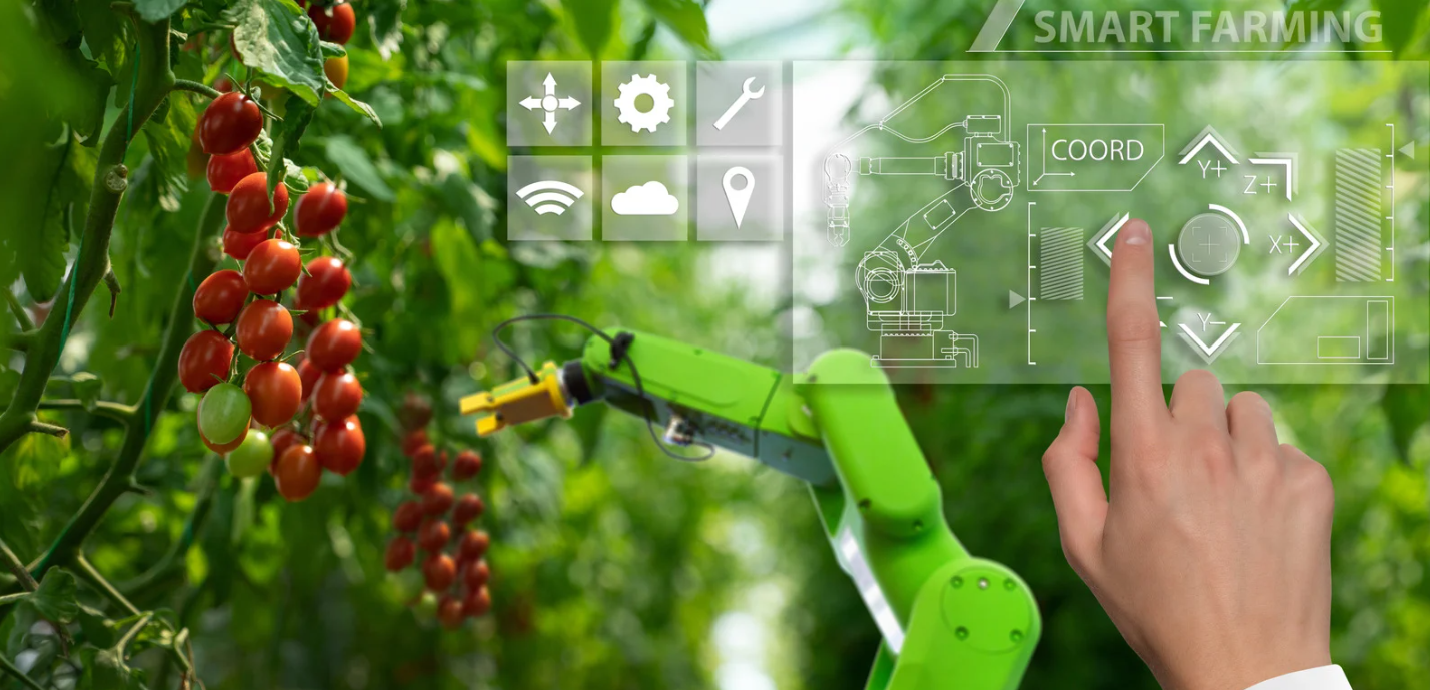 SMART FARMING
COORD
Y+
Z+
X+
Y-